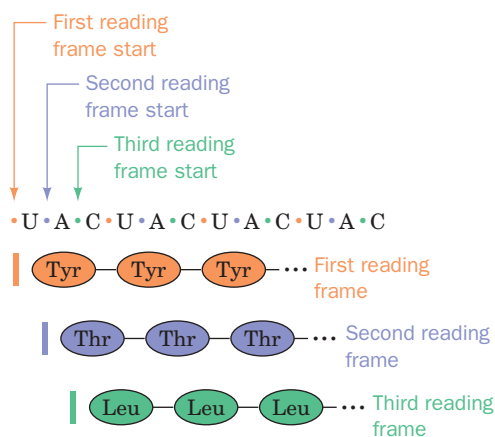 First reading
frame start
Second reading
frame start
Third reading
frame start
•U•A•C•U•A•C•U•A•C•U•A•C
Tyr Tyr Tyr ••• First reading
frame
Thr Thr Thr ••• Second reading
frame
Leu Leu Leu ••• Third reading
frame